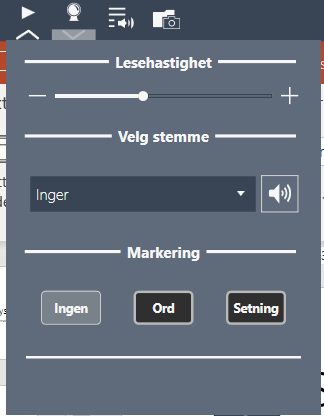 Lesehastighet
Velg stemme
Inger
Markering
Ingen
Ord
Setning